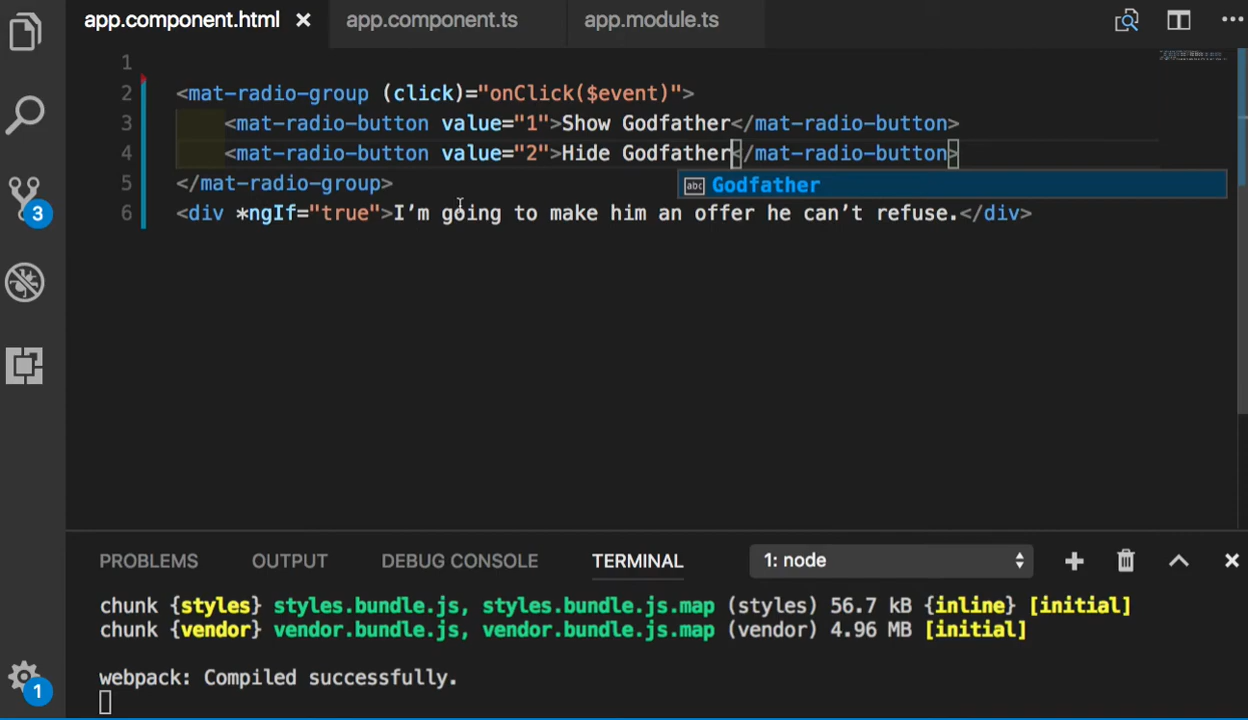 app.component.html × app.component.ts app.module.ts
1
2 <mat-radio-group (click)="onClick($event)">
3 <mat-radio-button value="1">Show Godfather</mat-radio-button>
4 <mat-radio-button value="2">Hide Godfather</mat-radio-button>
abc Godfather
5 </mat-radio-group>
6 <div *ngIf="true">I’m going to make him an offer he can’t refuse.</div>
3
PROBLEMS OUTPUT DEBUG CONSOLE TERMINAL 1: node
chunk {styles} styles.bundle.js, styles.bundle.js.map (styles) 56.7 kB {inline} [initial]
chunk {vendor} vendor.bundle.js, vendor.bundle.js.map (vendor) 4.96 MB [initial]
webpack: Compiled successfully.
1